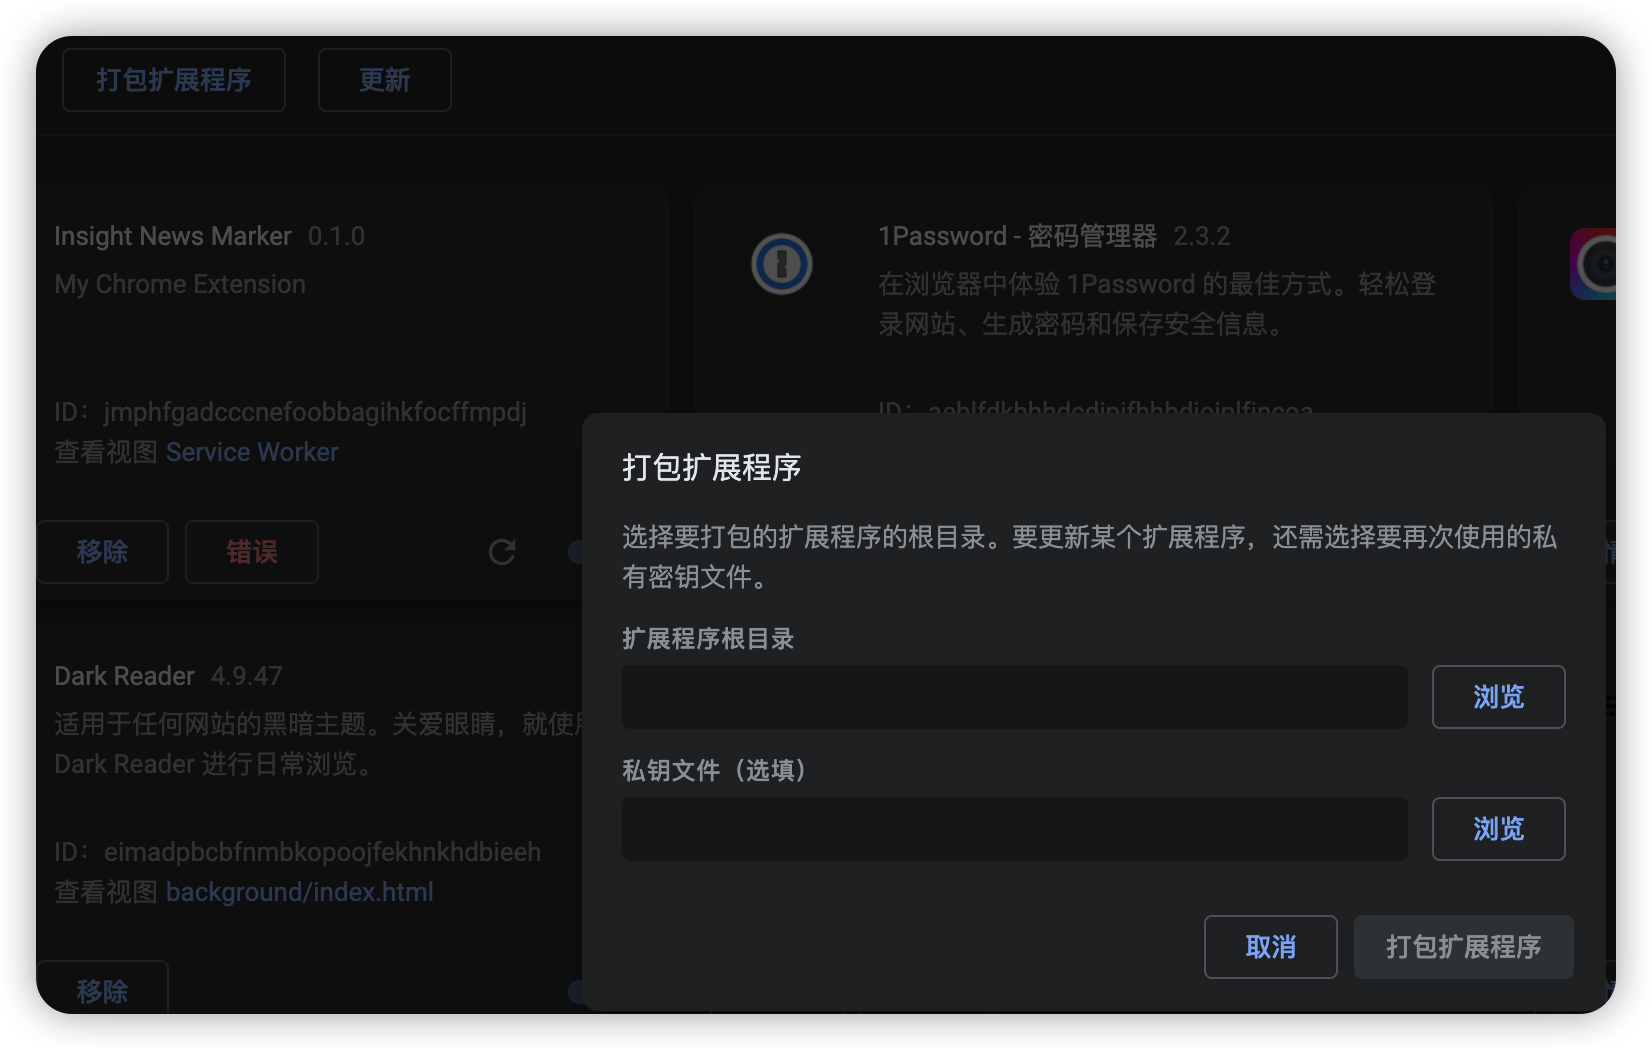 打包扩展程序
更新
Insight News Marker 0.1.0
My Chrome Extension
ID：jmphfgadcccnefoobbagihkfocffmpdj
查看视图 Service Worker
移除
错误
1Password - 密码管理器 2.3.2
在浏览器中体验 1Password 的最佳方式。轻松登
录网站、生成密码和保存安全信息。
ID：
Dark Reader 4.9.47
适用于任何网站的黑暗主题。关爱眼睛，就使用
Dark Reader 进行日常浏览。
ID：eimadpbcbfnmbkopoojfekhnkhdbieeh
查看视图 background/index.html
移除
打包扩展程序
选择要打包的扩展程序的根目录。要更新某个扩展程序，还需选择要再次使用的私
有密钥文件。
扩展程序根目录
浏览
私钥文件（选填）
浏览
取消
打包扩展程序